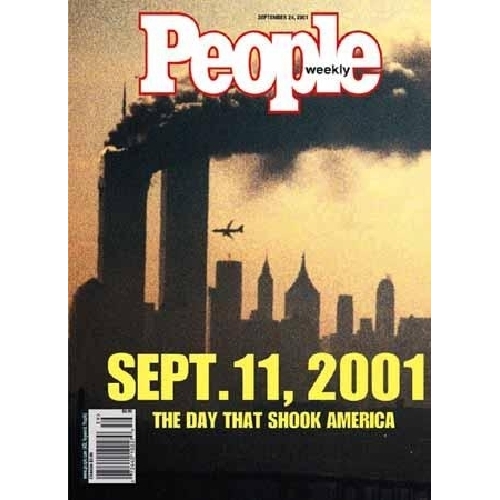 SEPTEMBER 24, 2001
People
weekly
SEPT.11, 2001
THE DAY THAT SHOOK AMERICA